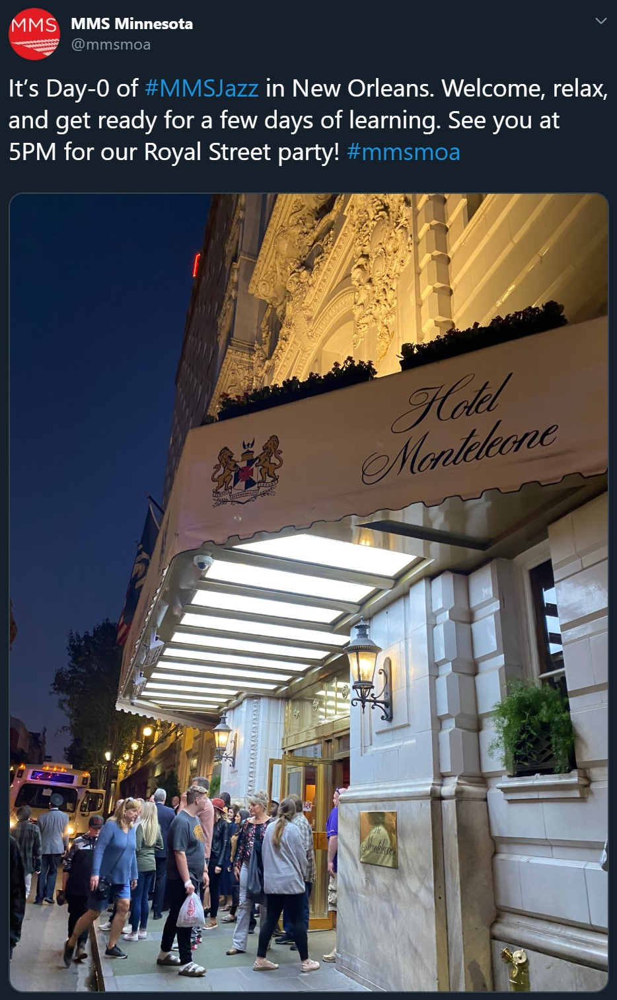 MMS
MMS Minnesota
@mmsmoa
It’s Day-0 of #MMSJazz in New Orleans. Welcome, relax,
and get ready for a few days of learning. See you at
5PM for our Royal Street party! #mmsmoa
Hotel
Monteleone
DEPENDABILITY
Monteleone